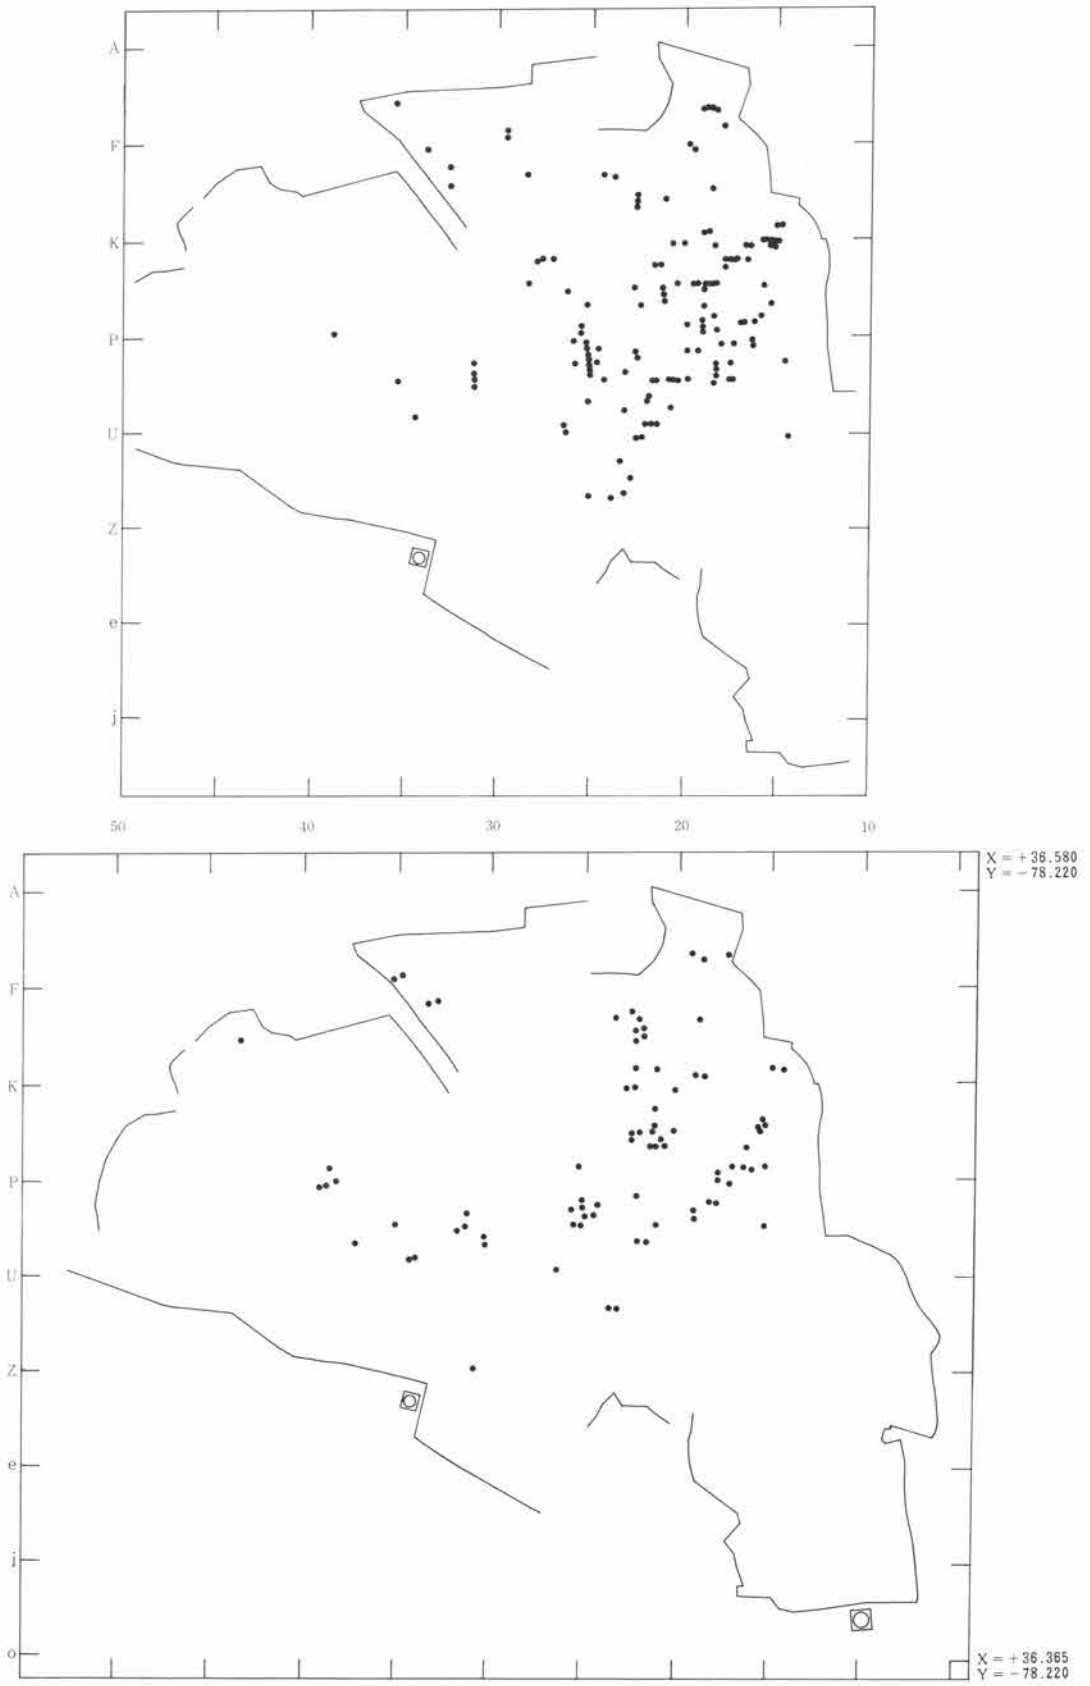 A
F
K
P
U
Z
e
j
50 40 30 20 10
X = +36.580
Y = −78.220
A
F
K
P
U
Z
e
j
o
X = +36.365
Y = −78.220